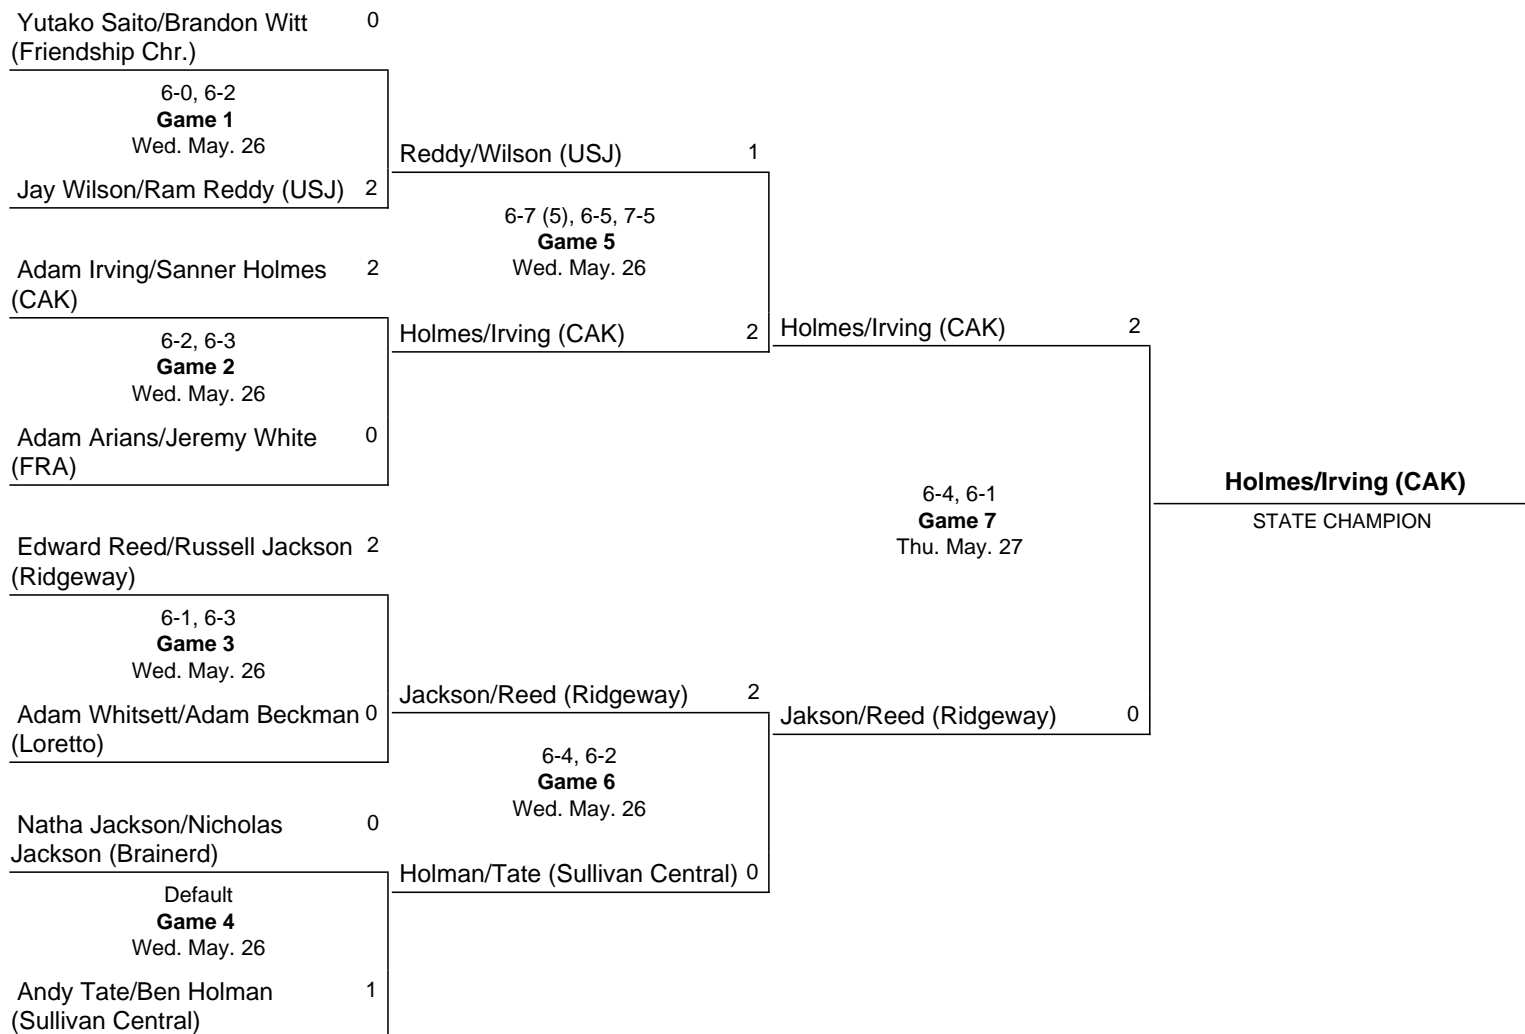 Yutako Saito/Brandon Witt 0
(Friendship Chr.)
6-0, 6-2
Game 1
Wed. May. 26
Jay Wilson/Ram Reddy (USJ) 2
Adam Irving/Sanner Holmes 2
(CAK)
6-2, 6-3
Game 2
Wed. May. 26
Adam Arians/Jeremy White 0
(FRA)
Edward Reed/Russell Jackson 2
(Ridgeway)
6-1, 6-3
Game 3
Wed. May. 26
Adam Whitsett/Adam Beckman 0
(Loretto)
Natha Jackson/Nicholas 0
Jackson (Brainerd)
Default
Game 4
Wed. May. 26
Andy Tate/Ben Holman 1
(Sullivan Central)
Reddy/Wilson (USJ) 1
6-7 (5), 6-5, 7-5
Game 5
Wed. May. 26
Holmes/Irving (CAK) 2
Jackson/Reed (Ridgeway) 2
6-4, 6-2
Game 6
Wed. May. 26
Holman/Tate (Sullivan Central) 0
Holmes/Irving (CAK) 2
6-4, 6-1
Game 7
Thu. May. 27
Jakson/Reed (Ridgeway) 0
Holmes/Irving (CAK)
STATE CHAMPION